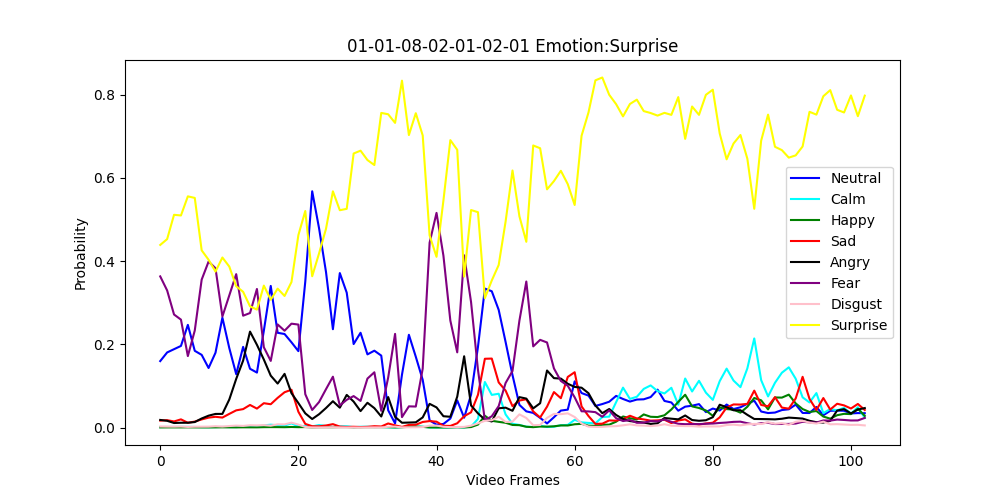 01-01-08-02-01-02-01 Emotion:Surprise
Probability
0.8
0.6
0.4
0.2
0.0
0
20
40
60
80
100
Video Frames
Neutral
Calm
Happy
Sad
Angry
Fear
Disgust
Surprise